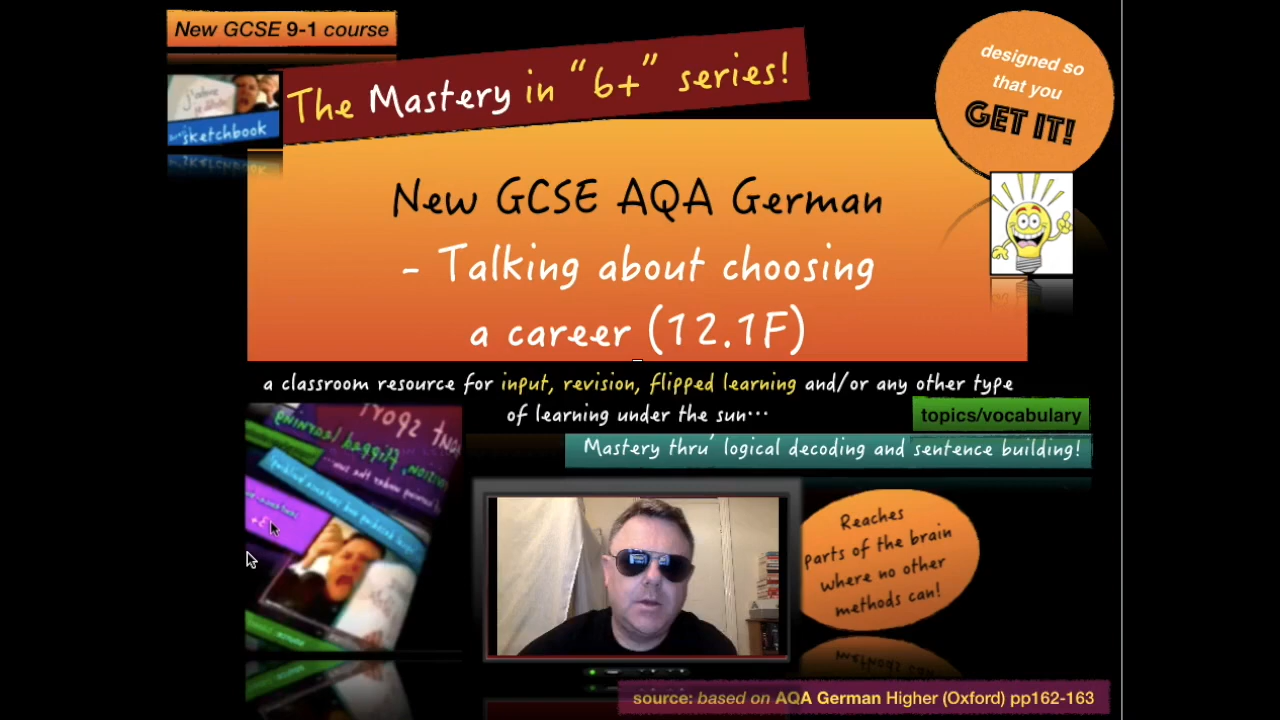 New GCSE 9-1 course
The Mastery in “6+” series!
sketchbook
designed so
that you
GET IT!
New GCSE AQA German
- Talking about choosing
a career (12.1F)
a classroom resource for input, revision, flipped learning and/or any other type
of learning under the sun...
topics/vocabulary
Mastery thru’ logical decoding and sentence building!
Reaches
parts of the brain
where no other
methods can!
source: based on AQA German Higher (Oxford) pp162-163